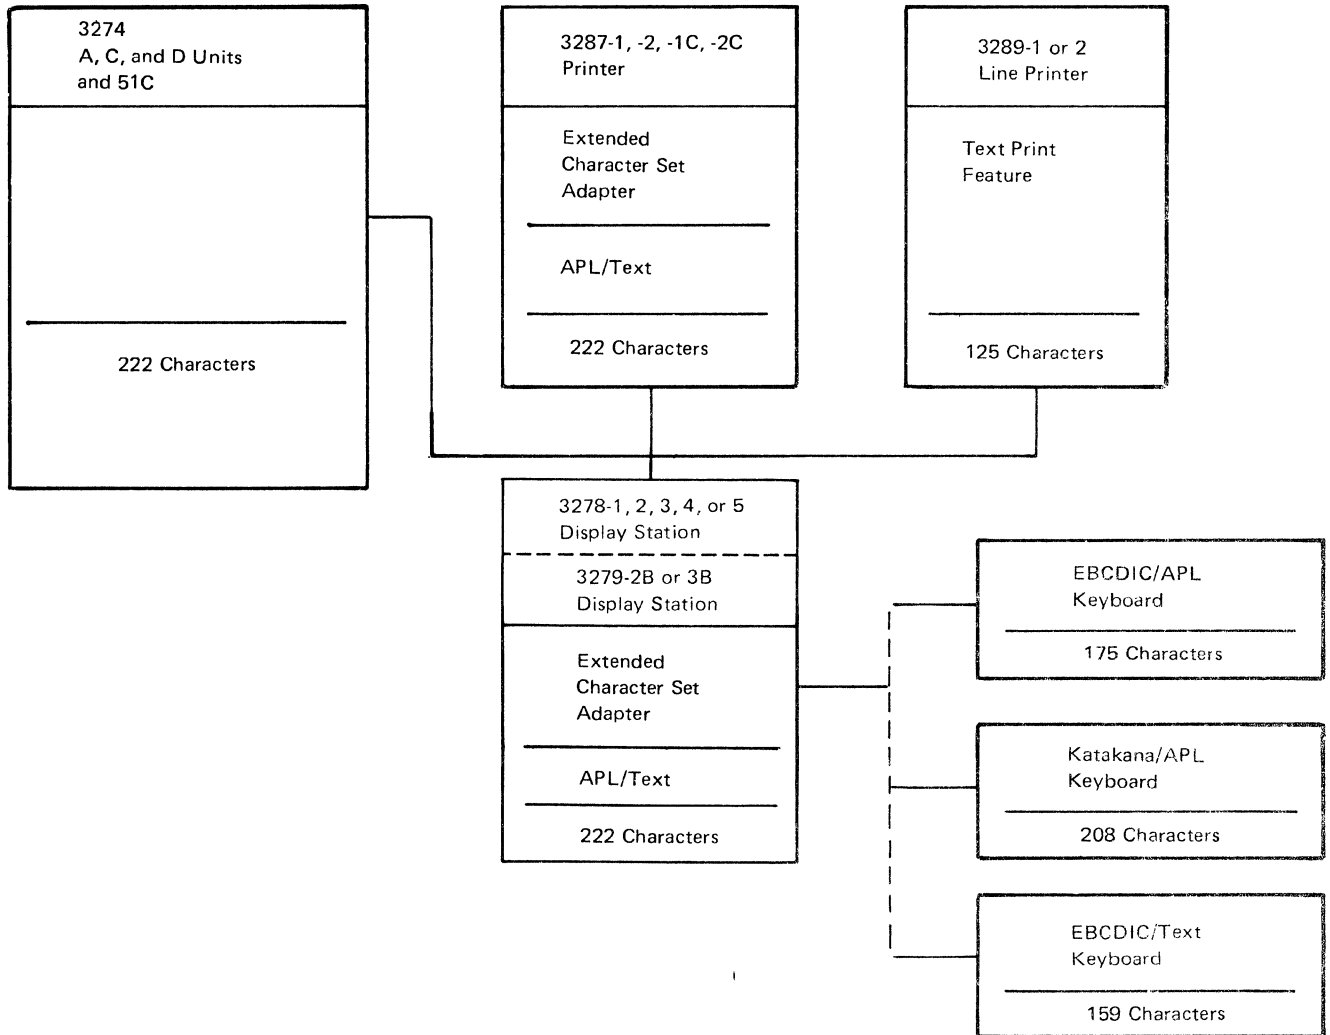 3274
A, C, and D Units
and 51C
222 Characters
3287-1, -2, -1C, -2C
Printer
Extended
Character Set
Adapter
APL/Text
222 Characters
3289-1 or 2
Line Printer
Text Print
Feature
125 Characters
3278-1, 2, 3, 4, or 5
Display Station
3279-2B or 3B
Display Station
Extended
Character Set
Adapter
APL/Text
222 Characters
EBCDIC/APL
Keyboard
175 Characters
Katakana/APL
Keyboard
208 Characters
EBCDIC/Text
Keyboard
159 Characters